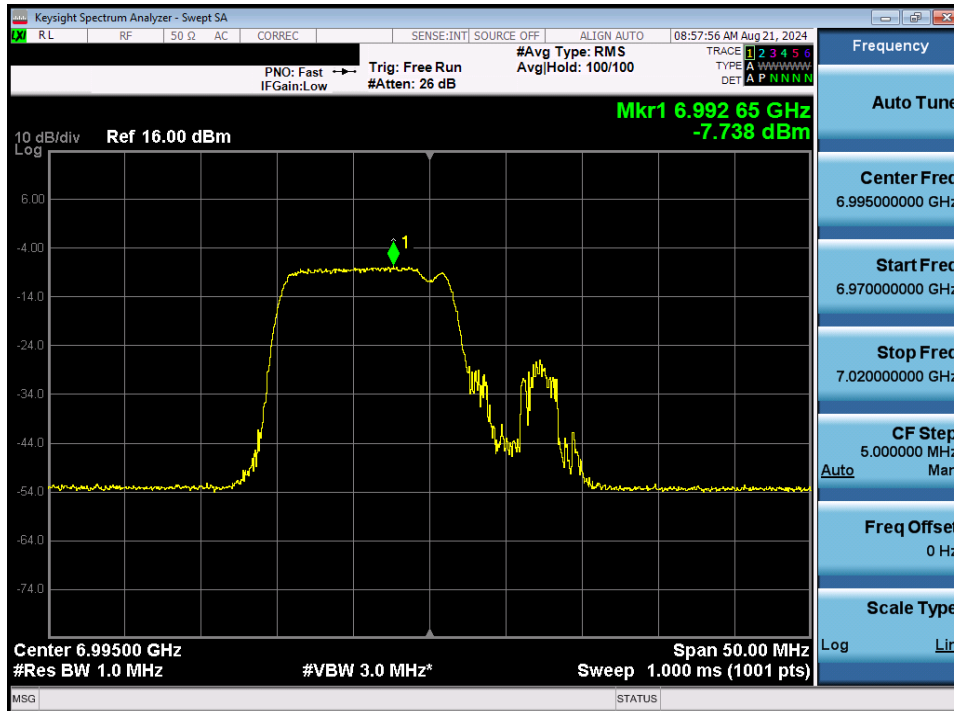 Keysight Spectrum Analyzer - Swept SA
LXI RL RF 50 Ω AC CORREC SENSE:INT SOURCE OFF ALIGN AUTO 08:57:56 AM Aug 21, 2024
PNO: Fast
IFGain:Low
Trig: Free Run
#Atten: 26 dB
#Avg Type: RMS
Avg|Hold: 100/100
TRACE 1 2 3 4 5 6
TYPE A WWWWW
DET A P N N N N
Frequency
Mkr1 6.992 65 GHz
-7.738 dBm
10 dB/div Ref 16.00 dBm
Log
1
6.00
-4.00
-14.0
-24.0
-34.0
-44.0
-54.0
-64.0
-74.0
Center 6.99500 GHz Span 50.00 MHz
#Res BW 1.0 MHz #VBW 3.0 MHz* Sweep 1.000 ms (1001 pts)
Auto Tune
Center Freq
6.995000000 GHz
Start Freq
6.970000000 GHz
Stop Freq
7.020000000 GHz
CF Step
5.000000 MHz
Auto Man
Freq Offset
0 Hz
Scale Type
Log Lin
MSG STATUS